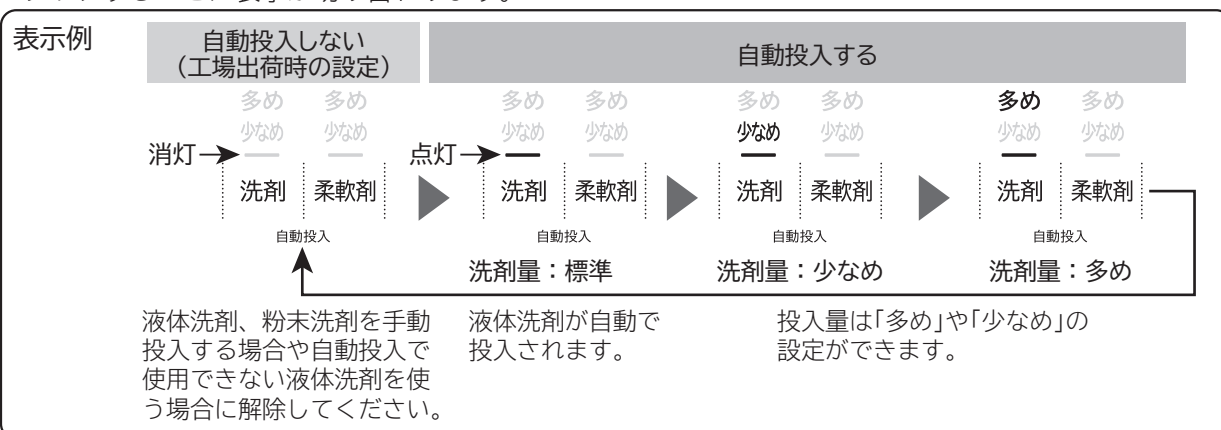 表示例
自動投入しない
(工場出荷時の設定)
自動投入する
多め 多め 多め 多め 多め 多め 多め 多め
少なめ 少なめ 少なめ 少なめ 少なめ 少なめ 少なめ 少なめ
消灯 点灯
洗剤 柔軟剤 洗剤 柔軟剤 洗剤 柔軟剤 洗剤 柔軟剤
自動投入 自動投入 自動投入 自動投入
洗剤量:標準 洗剤量:少なめ 洗剤量:多め
液体洗剤、粉末洗剤を手動
投入する場合や自動投入で
使用できない液体洗剤を使
う場合に解除してください。
液体洗剤が自動で
投入されます。
投入量は「多め」や「少なめ」の
設定ができます。